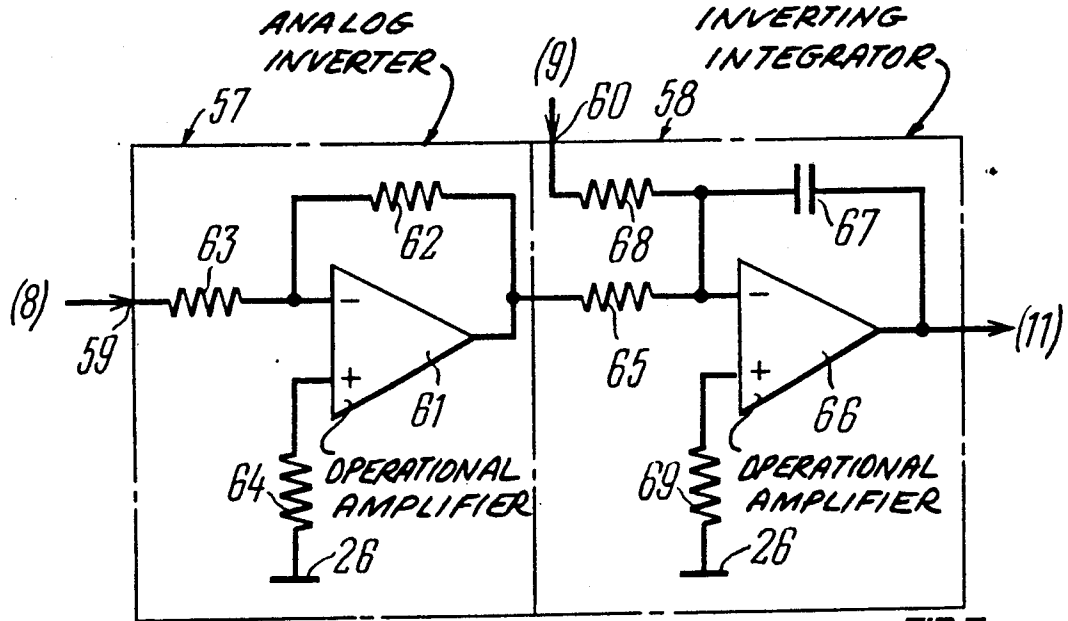 ANALOG
INVERTER
INVERTING
INTEGRATOR
(9)
57
60
58
62
68
67
63
(8)
59
65
(11)
−
+
61
−
+
66
64
OPERATIONAL
AMPLIFIER
69
OPERATIONAL
AMPLIFIER
26
26